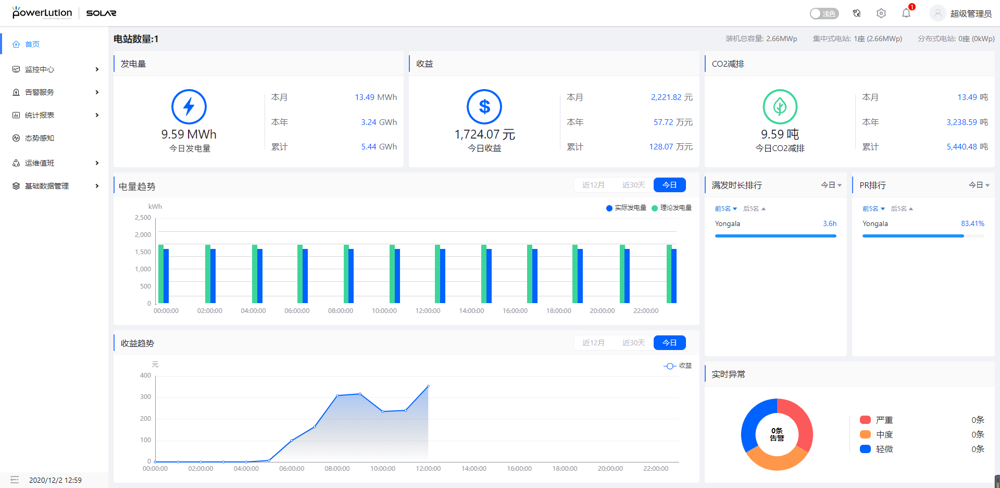 powerLution
SOLAR
浅色
1
超级管理员
首页
监控中心
告警服务
统计报表
态势感知
运维值班
基础数据管理
2020/12/2 12:59
电站数量:1
装机总容量: 2.66MWp 集中式电站: 1座 (2.66MWp) 分布式电站: 0座 (0kWp)
发电量
9.59 MWh
今日发电量
本月 13.49 MWh
本年 3.24 GWh
累计 5.44 GWh
收益
$
1,724.07 元
今日收益
本月 2,221.82 元
本年 57.72 万元
累计 128.07 万元
CO2减排
9.59 吨
今日CO2减排
本月 13.49 吨
本年 3,238.59 吨
累计 5,440.48 吨
电量趋势
近12月 近30天 今日
kWh
实际发电量 理论发电量
2,500
2,000
1,500
1,000
500
0
00:00:00 02:00:00 04:00:00 06:00:00 08:00:00 10:00:00 12:00:00 14:00:00 16:00:00 18:00:00 20:00:00 22:00:00
收益趋势
近12月 近30天 今日
元
收益
400
300
200
100
0
00:00:00 02:00:00 04:00:00 06:00:00 08:00:00 10:00:00 12:00:00 14:00:00 16:00:00 18:00:00 20:00:00 22:00:00
满发时长排行 今日
前5名 后5名
Yongala 3.6h
PR排行 今日
前5名 后5名
Yongala 83.41%
实时异常
0条
告警
严重 0条
中度 0条
轻微 0条